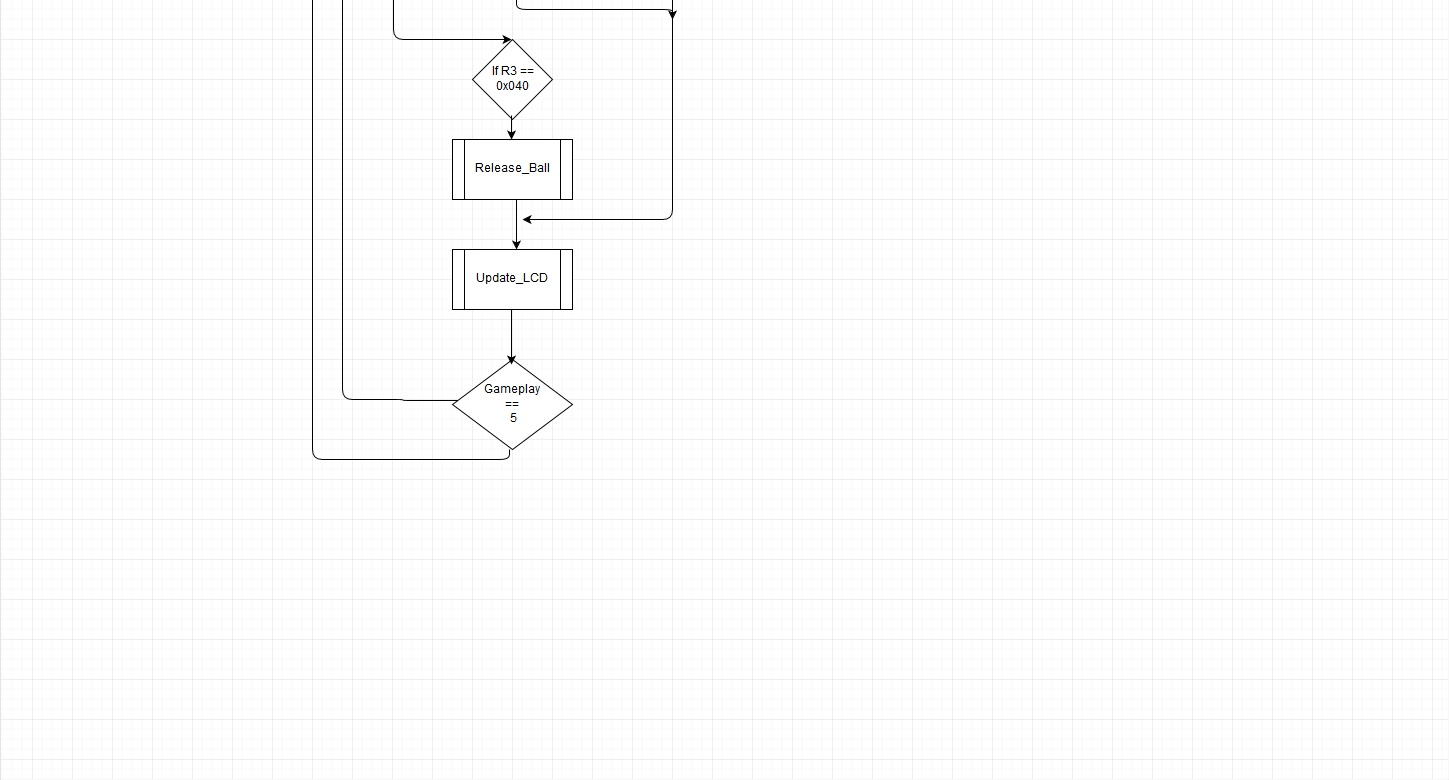 If R3 ==
0x040
Release_Ball
Update_LCD
Gameplay
==
5